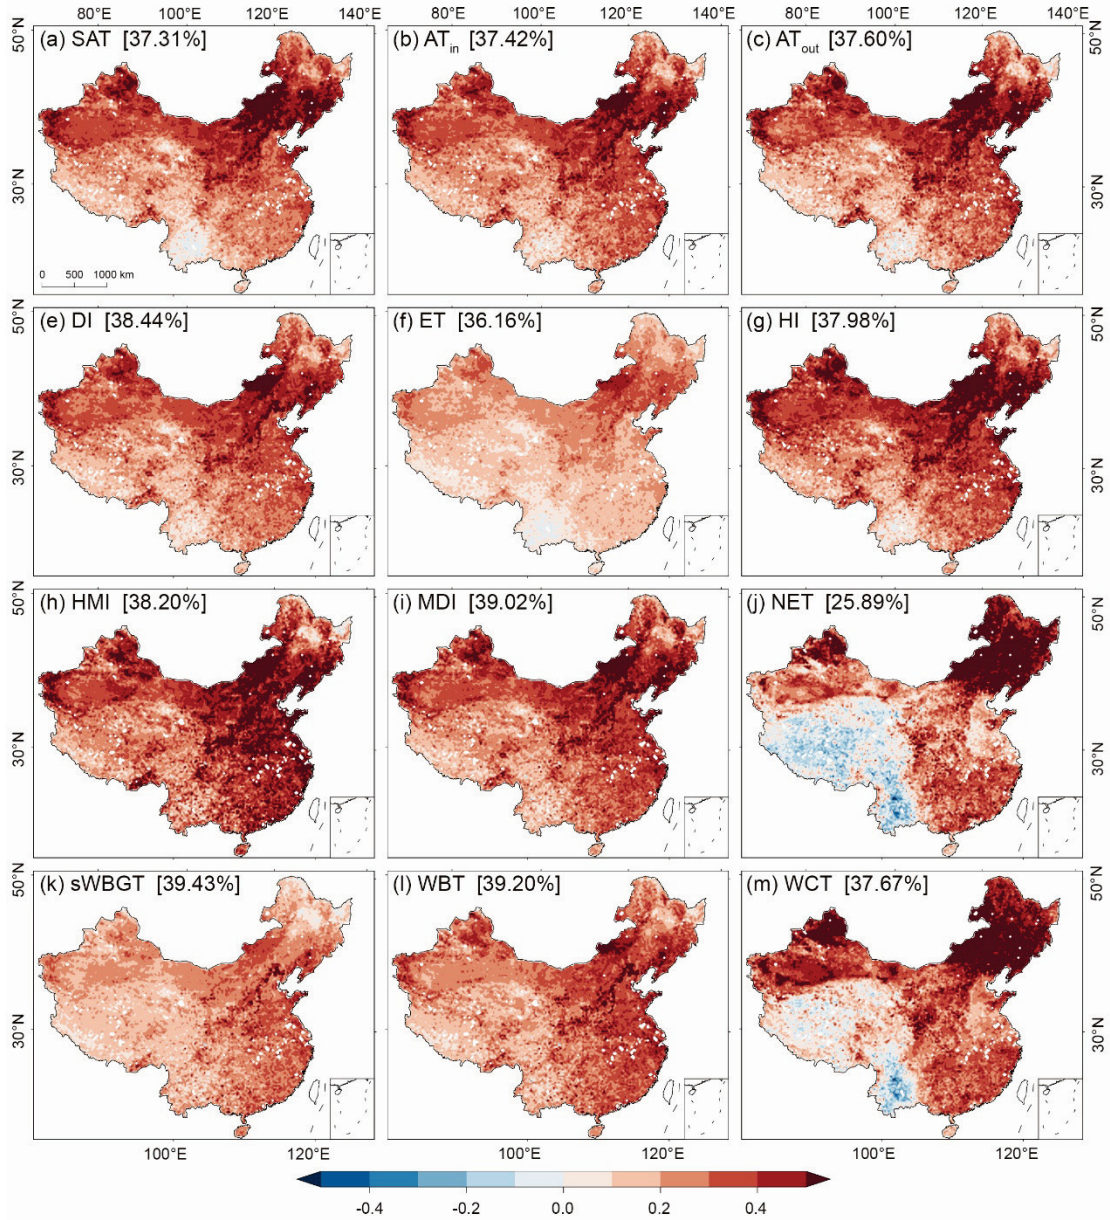 80°E 100°E 120°E 140°E 80°E 100°E 120°E 140°E 80°E 100°E 120°E 140°E
50°N (a) SAT [37.31%] (b) ATin [37.42%] (c) ATout [37.60%] 50°N
30°N 30°N
0 500 1000 km
50°N (e) DI [38.44%] (f) ET [36.16%] (g) HI [37.98%] 50°N
30°N 30°N
50°N (h) HMI [38.20%] (i) MDI [39.02%] (j) NET [25.89%] 50°N
30°N 30°N
50°N (k) sWBGT [39.43%] (l) WBT [39.20%] (m) WCT [37.67%] 50°N
30°N 30°N
100°E 120°E 100°E 120°E 100°E 120°E
-0.4 -0.2 0.0 0.2 0.4